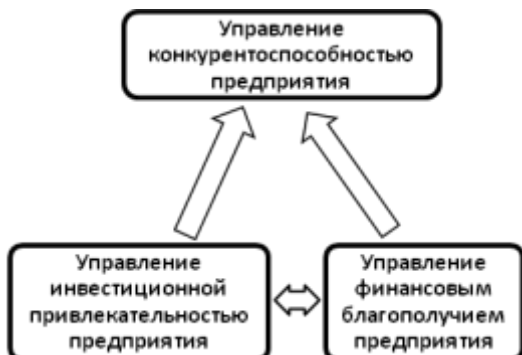 Управление
конкурентоспособностью
предприятия
Управление
инвестиционной
привлекательностью
предприятия
Управление
финансовым
благополучием
предприятия